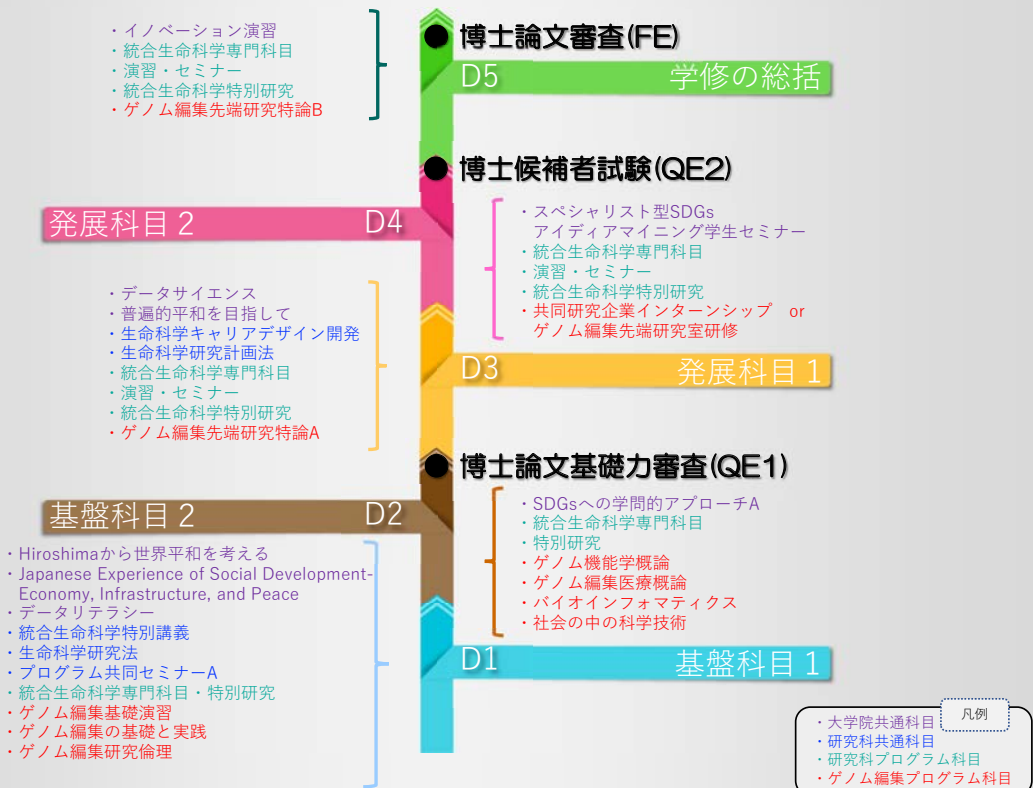 ・イノベーション演習
・統合生命科学専門科目
・演習・セミナー
・統合生命科学特別研究
・ゲノム編集先端研究特論B
博士論文審査(FE)
D5 学修の総括
博士候補者試験(QE2)
発展科目2 D4
・スペシャリスト型SDGs
アイディアマイニング学生セミナー
・統合生命科学専門科目
・演習・セミナー
・統合生命科学特別研究
・共同研究企業インターンシップ or
ゲノム編集先端研究室研修
・データサイエンス
・普遍的平和を目指して
・生命科学キャリアデザイン開発
・生命科学研究計画法
・統合生命科学専門科目
・演習・セミナー
・統合生命科学特別研究
・ゲノム編集先端研究特論A
D3 発展科目1
博士論文基礎力審査(QE1)
基盤科目2 D2
・SDGsへの学問的アプローチA
・統合生命科学専門科目
・特別研究
・ゲノム機能学概論
・ゲノム編集医療概論
・バイオインフォマティクス
・社会の中の科学技術
・Hiroshimaから世界平和を考える
・Japanese Experience of Social Development-
Economy, Infrastructure, and Peace
・データリテラシー
・統合生命科学特別講義
・生命科学研究法
・プログラム共同セミナーA
・統合生命科学専門科目・特別研究
・ゲノム編集基礎演習
・ゲノム編集の基礎と実践
・ゲノム編集研究倫理
D1 基盤科目1
凡例
・大学院共通科目
・研究科共通科目
・研究科プログラム科目
・ゲノム編集プログラム科目